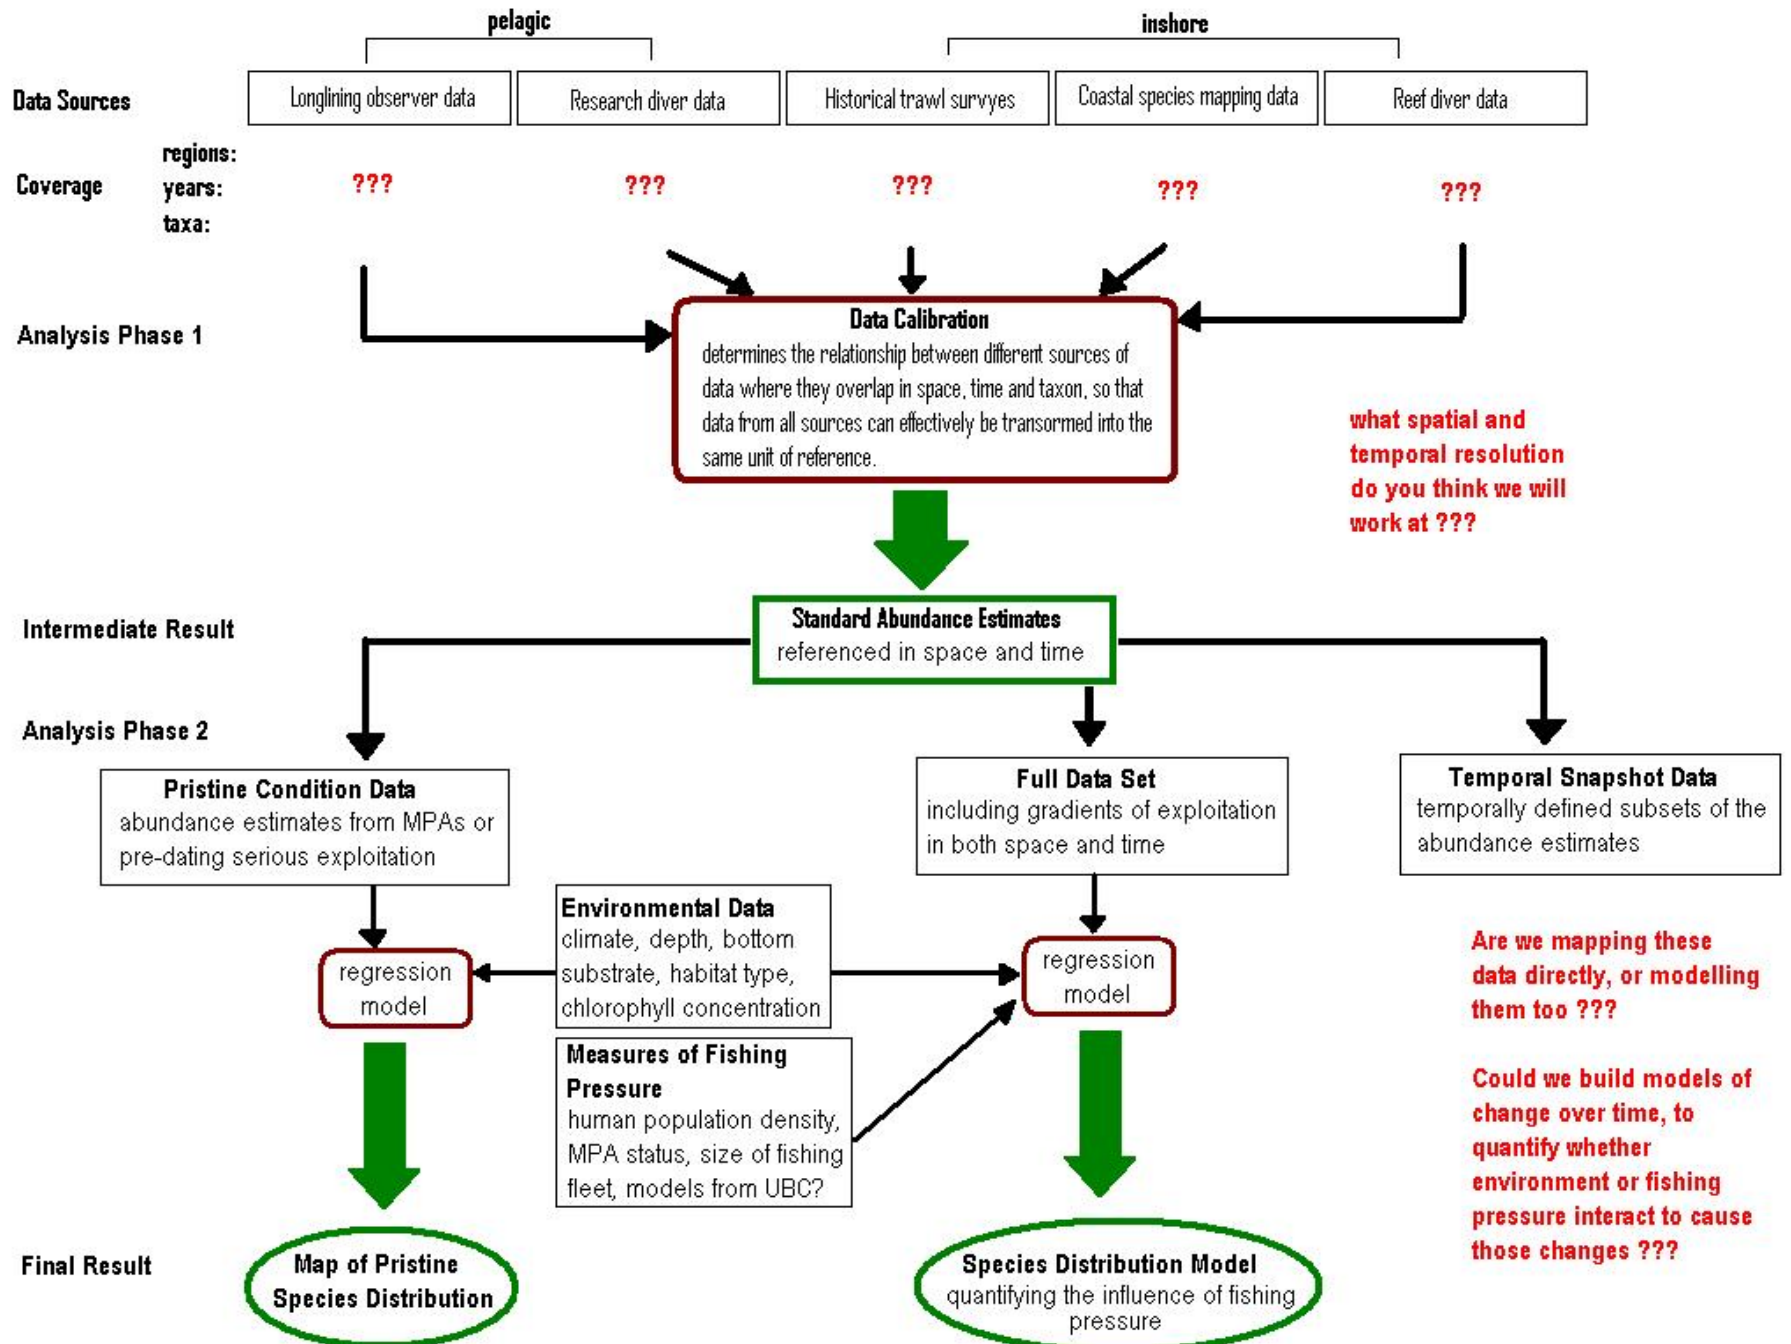 pelagic
inshore
Data Sources
Longlining observer data
Research diver data
Historical trawl survyes
Coastal species mapping data
Reef diver data
Coverage
regions:
years:
taxa:
???
???
???
???
???
Analysis Phase 1
Data Calibration
determines the relationship between different sources of
data where they overlap in space, time and taxon, so that
data from all sources can effectively be transormed into the
same unit of reference.
what spatial and
temporal resolution
do you think we will
work at ???
Intermediate Result
Standard Abundance Estimates
referenced in space and time
Analysis Phase 2
Pristine Condition Data
abundance estimates from MPAs or
pre-dating serious exploitation
Full Data Set
including gradients of exploitation
in both space and time
Temporal Snapshot Data
temporally defined subsets of the
abundance estimates
regression
model
Environmental Data
climate, depth, bottom
substrate, habitat type,
chlorophyll concentration
regression
model
Measures of Fishing
Pressure
human population density,
MPA status, size of fishing
fleet, models from UBC?
Are we mapping these
data directly, or modelling
them too ???
Could we build models of
change over time, to
quantify whether
environment or fishing
pressure interact to cause
those changes ???
Final Result
Map of Pristine
Species Distribution
Species Distribution Model
quantifying the influence of fishing
pressure